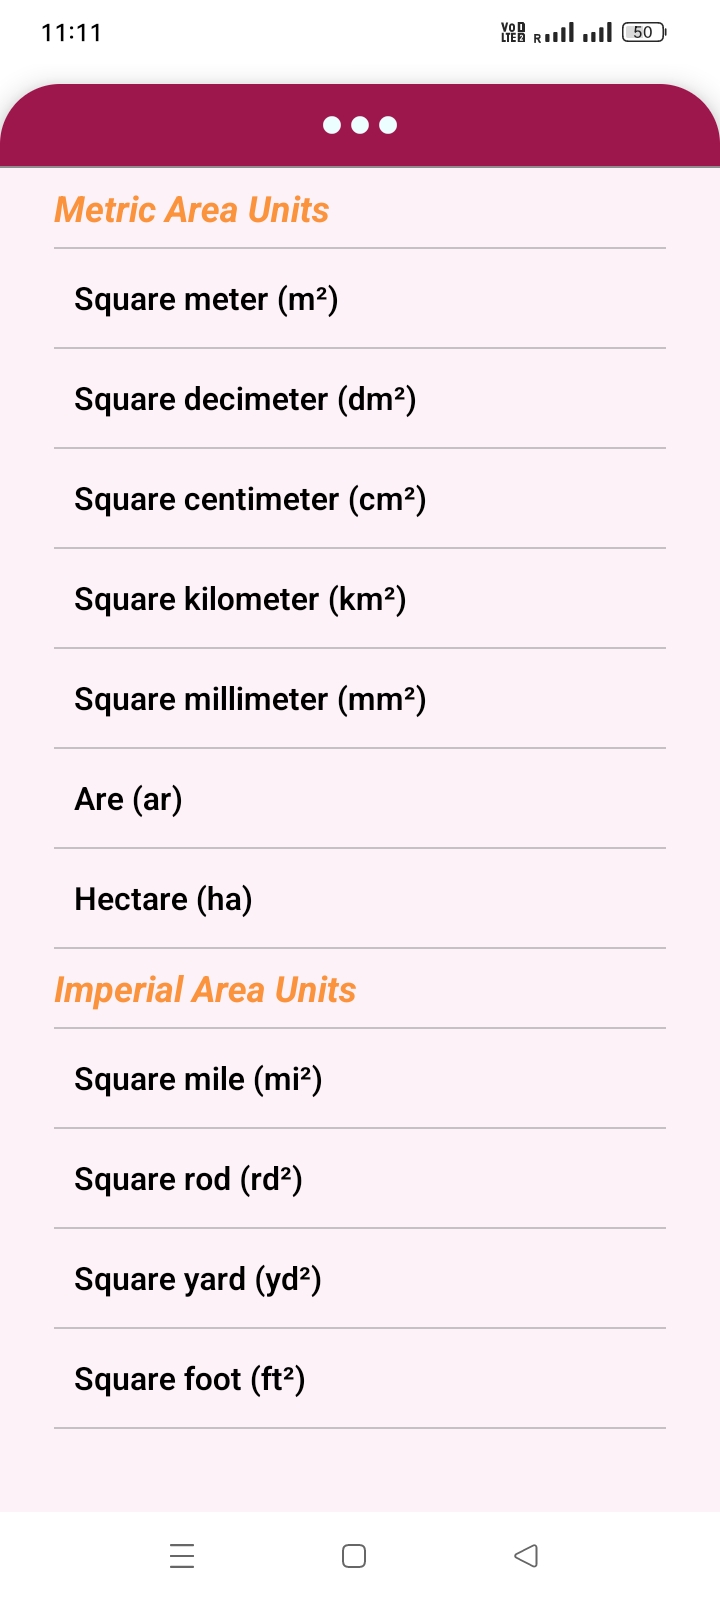 11:11
Vo 1
LTE 2
R
50
Metric Area Units
Square meter (m²)
Square decimeter (dm²)
Square centimeter (cm²)
Square kilometer (km²)
Square millimeter (mm²)
Are (ar)
Hectare (ha)
Imperial Area Units
Square mile (mi²)
Square rod (rd²)
Square yard (yd²)
Square foot (ft²)